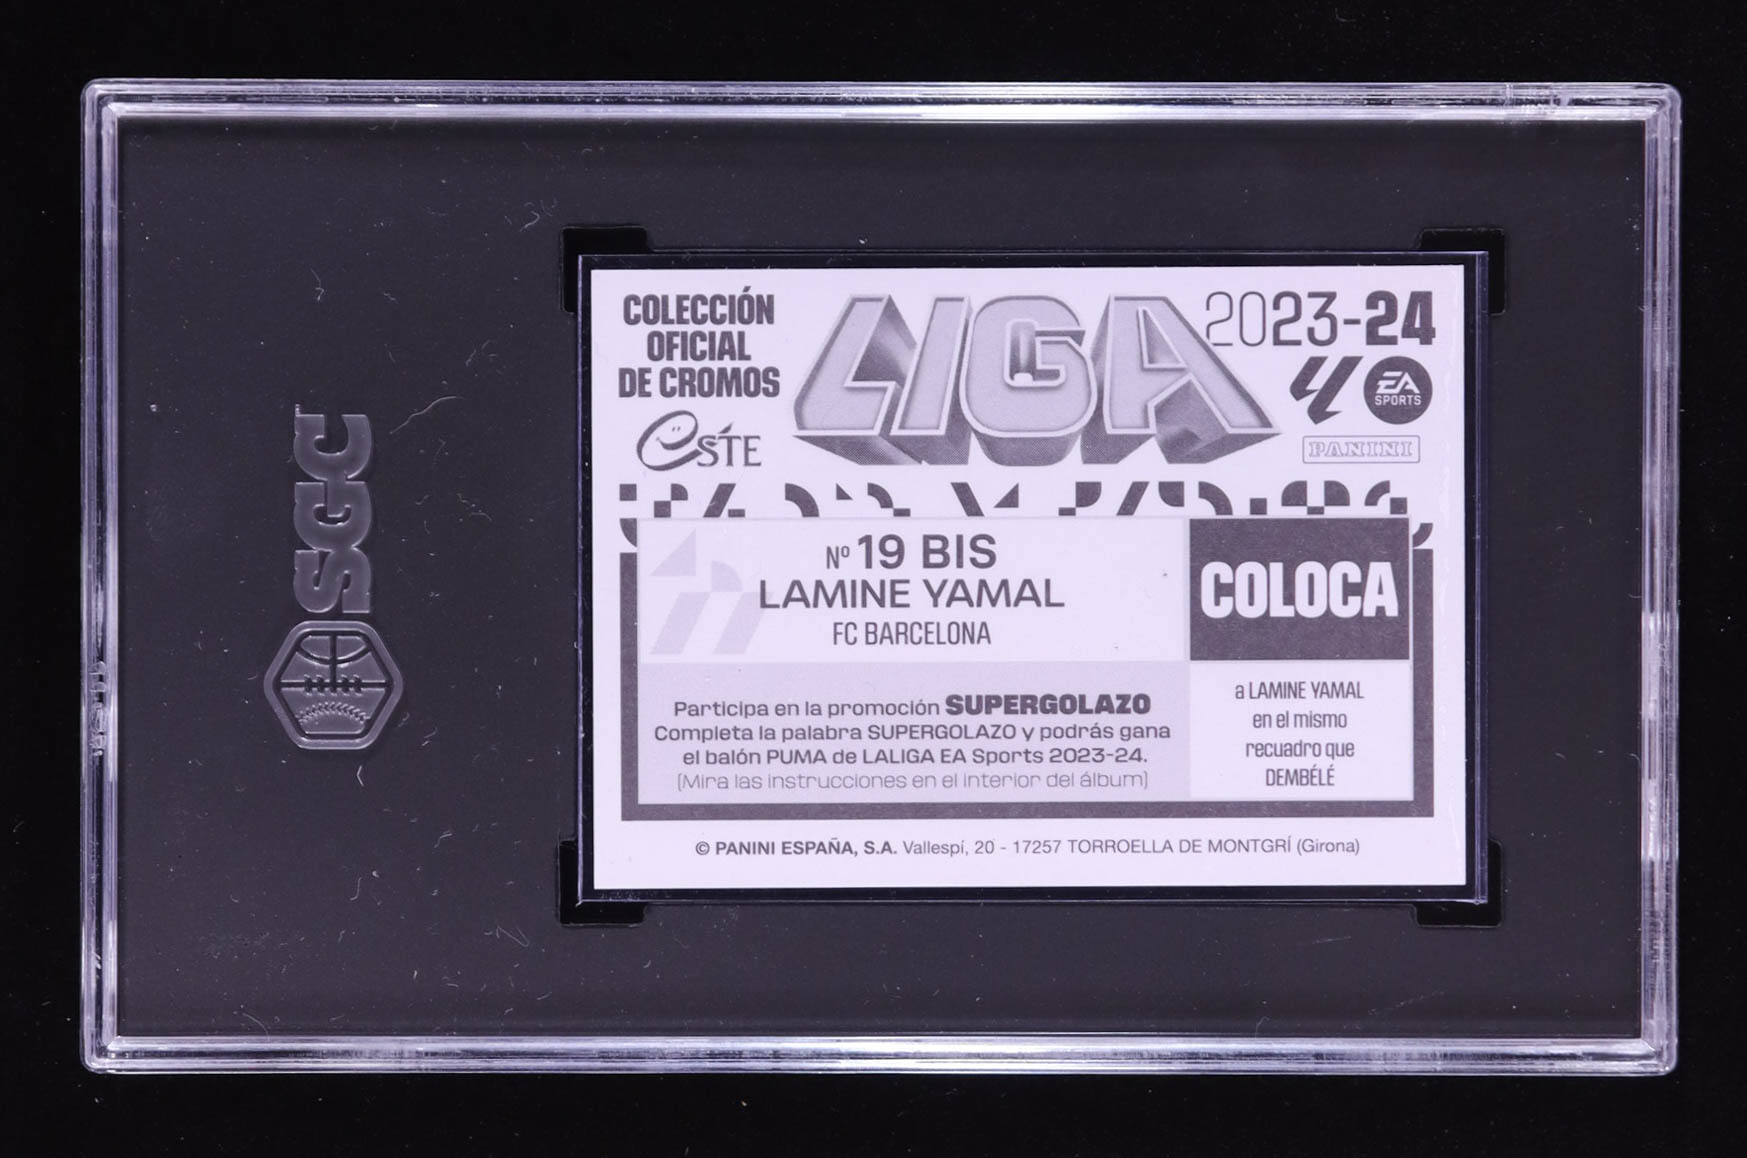 SGC
COLECCIÓN
OFICIAL
DE CROMOS
este
LIGA
2023-24
EA
SPORTS
PANINI
Nº 19 BIS
LAMINE YAMAL
FC BARCELONA
COLOCA
a LAMINE YAMAL
en el mismo
recuadro que
DEMBÉLÉ
Participa en la promoción SUPERGOLAZO
Completa la palabra SUPERGOLAZO y podrás gana
el balón PUMA de LALIGA EA Sports 2023-24.
(Mira las instrucciones en el interior del álbum)
© PANINI ESPAÑA, S.A. Vallespí, 20 - 17257 TORROELLA DE MONTGRÍ (Girona)